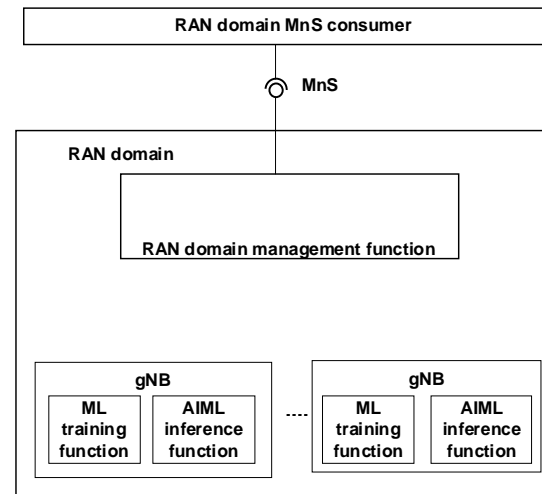 RAN domain MnS consumer
MnS
RAN domain
RAN domain management function
gNB
ML training function
AIML inference function
....
gNB
ML training function
AIML inference function